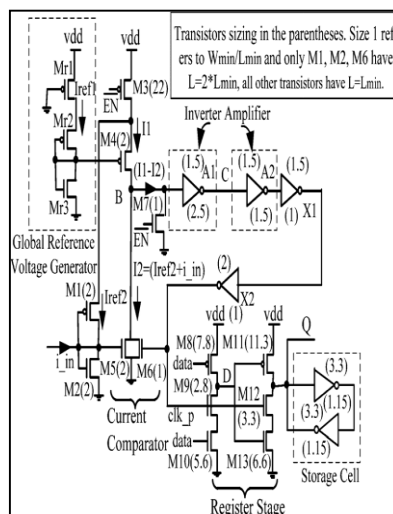 Transistors sizing in the parentheses. Size 1 ref
ers to Wmin/Lmin and only M1, M2, M6 have
L=2*Lmin, all other transistors have L=Lmin.
vdd
vdd
Mr1
Iref1
M3(22)
EN
Mr2
I1
M4(2)
(I1-I2)
Mr3
B
Global Reference
Voltage Generator
Inverter Amplifier
(1.5)
A1
C
(1.5)
A2
(1.5)
M7(1)
(2.5)
(1.5)
(1)
X1
EN
I2=(Iref2+i_in)
(2)
X2
(1)
M1(2)
Iref2
i_in
M5(2)
M6(1)
M2(2)
Current
Comparator
vdd
vdd
M8(7.8)
M11(11.3)
Q
data
M9(2.8)
D
M12
clk_p
(3.3)
data
M10(5.6)
M13(6.6)
Register Stage
(3.3)
(3.3)
(1.15)
(1.15)
Storage Cell